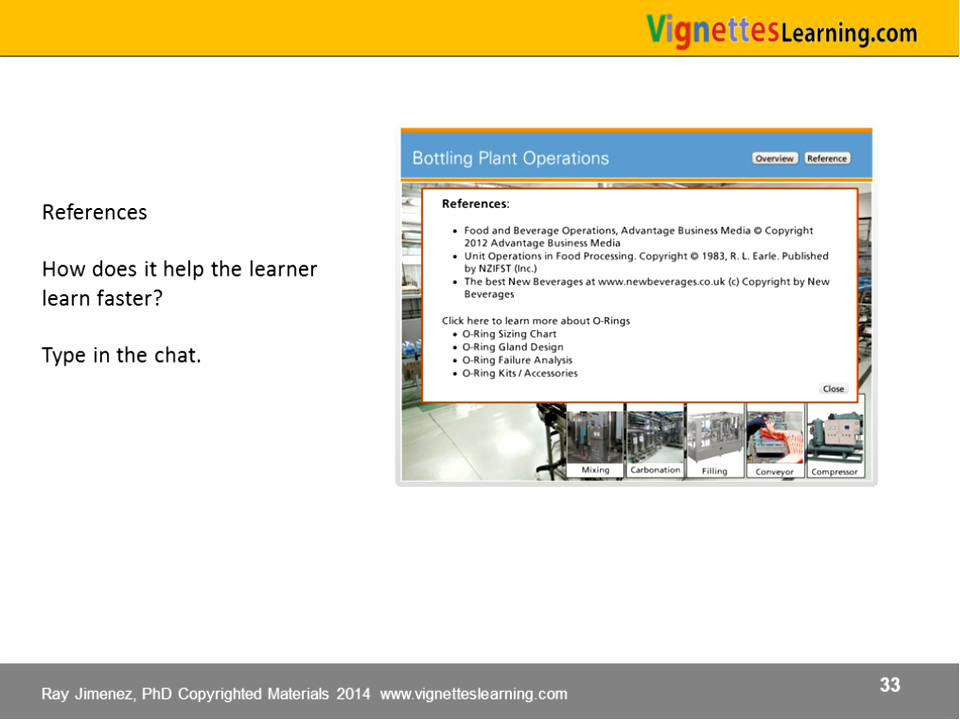 VignettesLearning.com
References
How does it help the learner
learn faster?
Type in the chat.
Bottling Plant Operations
Overview
Reference
References:
• Food and Beverage Operations, Advantage Business Media © Copyright
2012 Advantage Business Media
• Unit Operations in Food Processing. Copyright © 1983, R. L. Earle. Published
by NZIFST (Inc.)
• The best New Beverages at www.newbeverages.co.uk (c) Copyright by New
Beverages
Click here to learn more about O-Rings
• O-Ring Sizing Chart
• O-Ring Gland Design
• O-Ring Failure Analysis
• O-Ring Kits / Accessories
Close
Mixing
Carbonation
Filling
Conveyor
Compressor
Ray Jimenez, PhD Copyrighted Materials 2014 www.vignetteslearning.com
33